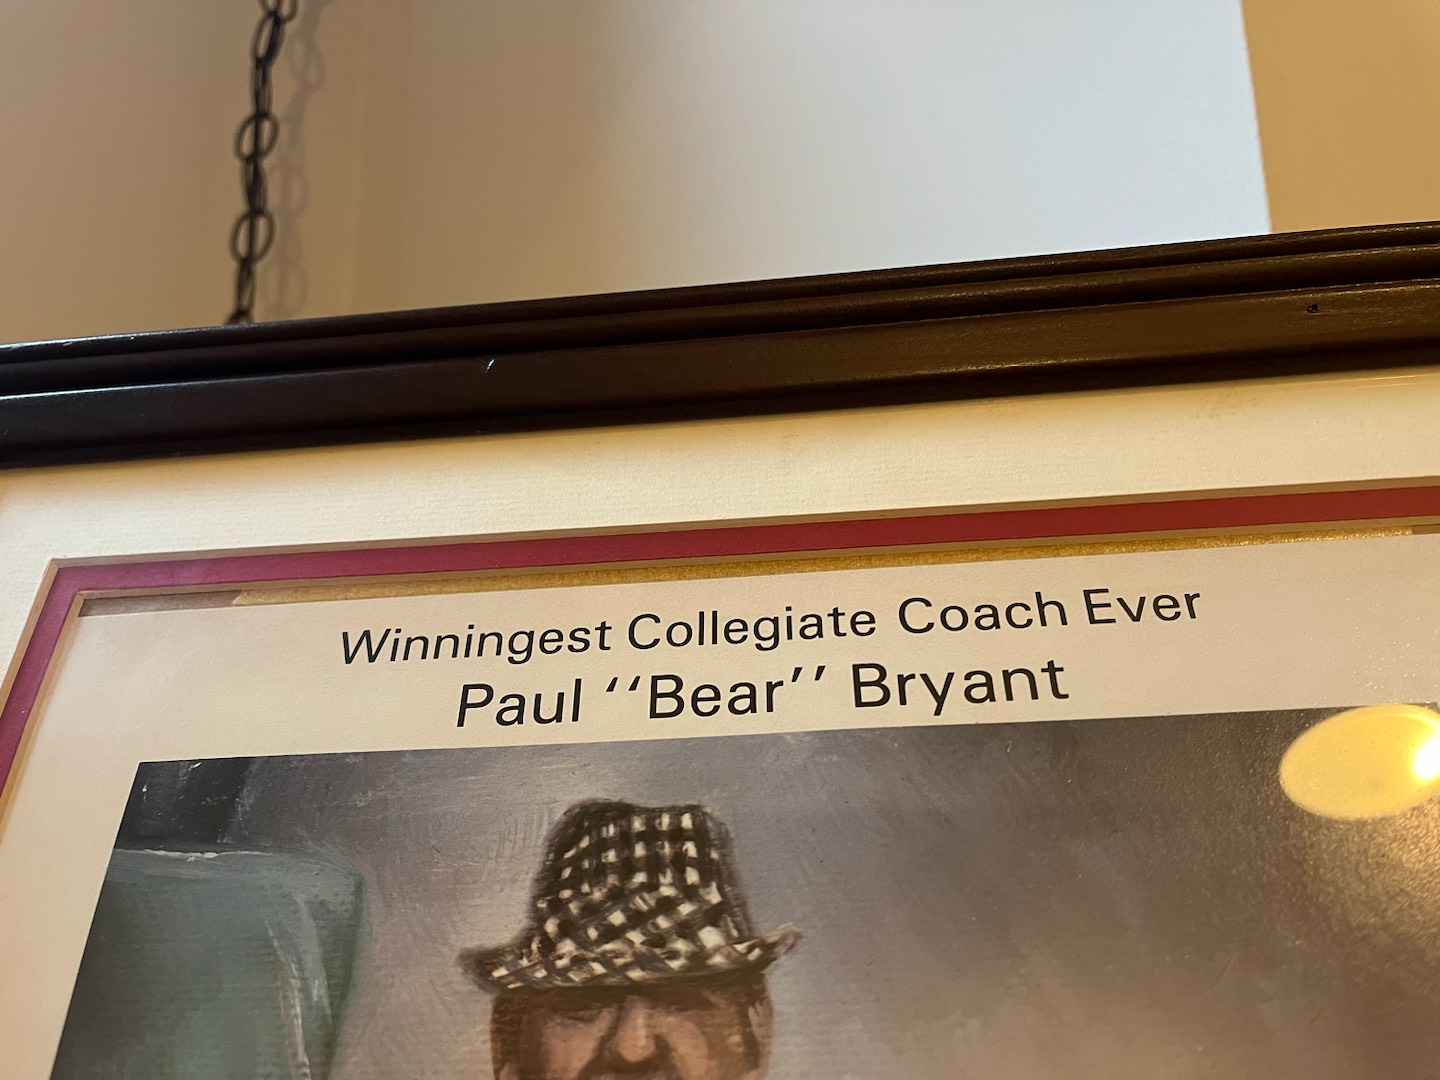 Winningest Collegiate Coach Ever
Paul ‘‘Bear’’ Bryant